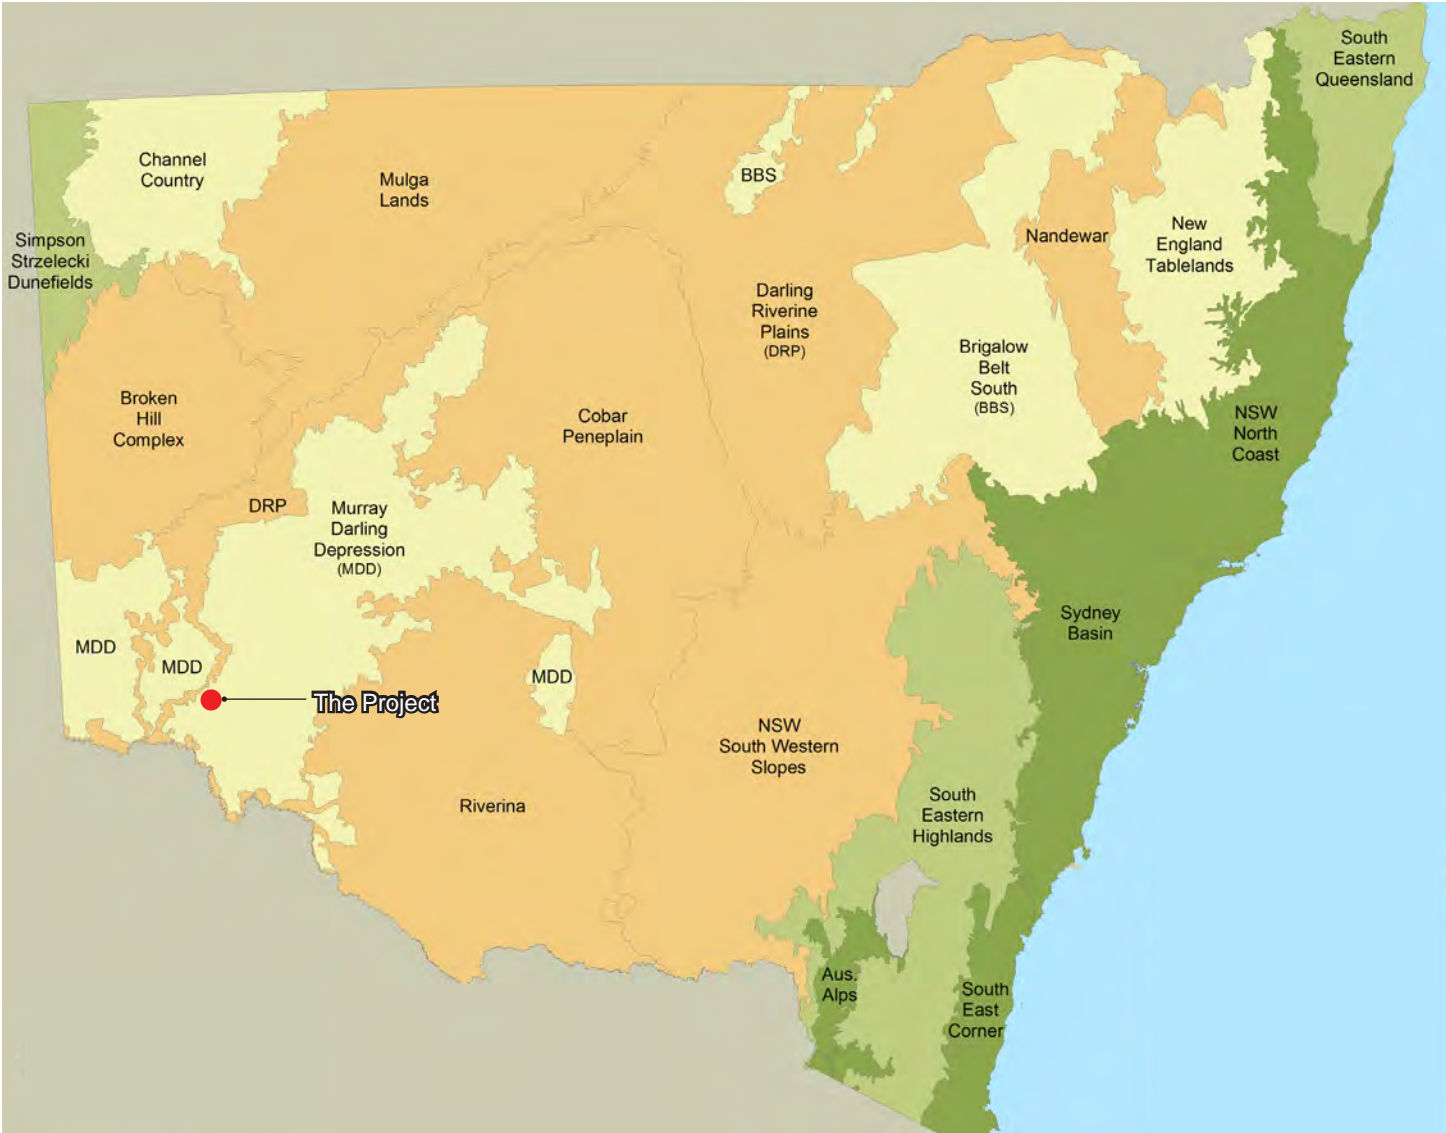 South
Eastern
Queensland
Channel
Country
BBS
Mulga
Lands
New
England
Tablelands
Nandewar
Simpson
Strzelecki
Dunefields
Darling
Riverine
Plains
(DRP)
Brigalow
Belt
South
(BBS)
Broken
Hill
Complex
Cobar
Peneplain
NSW
North
Coast
DRP
Murray
Darling
Depression
(MDD)
Sydney
Basin
MDD
MDD
MDD
The Project
NSW
South Western
Slopes
Riverina
South
Eastern
Highlands
Aus.
Alps
South
East
Corner